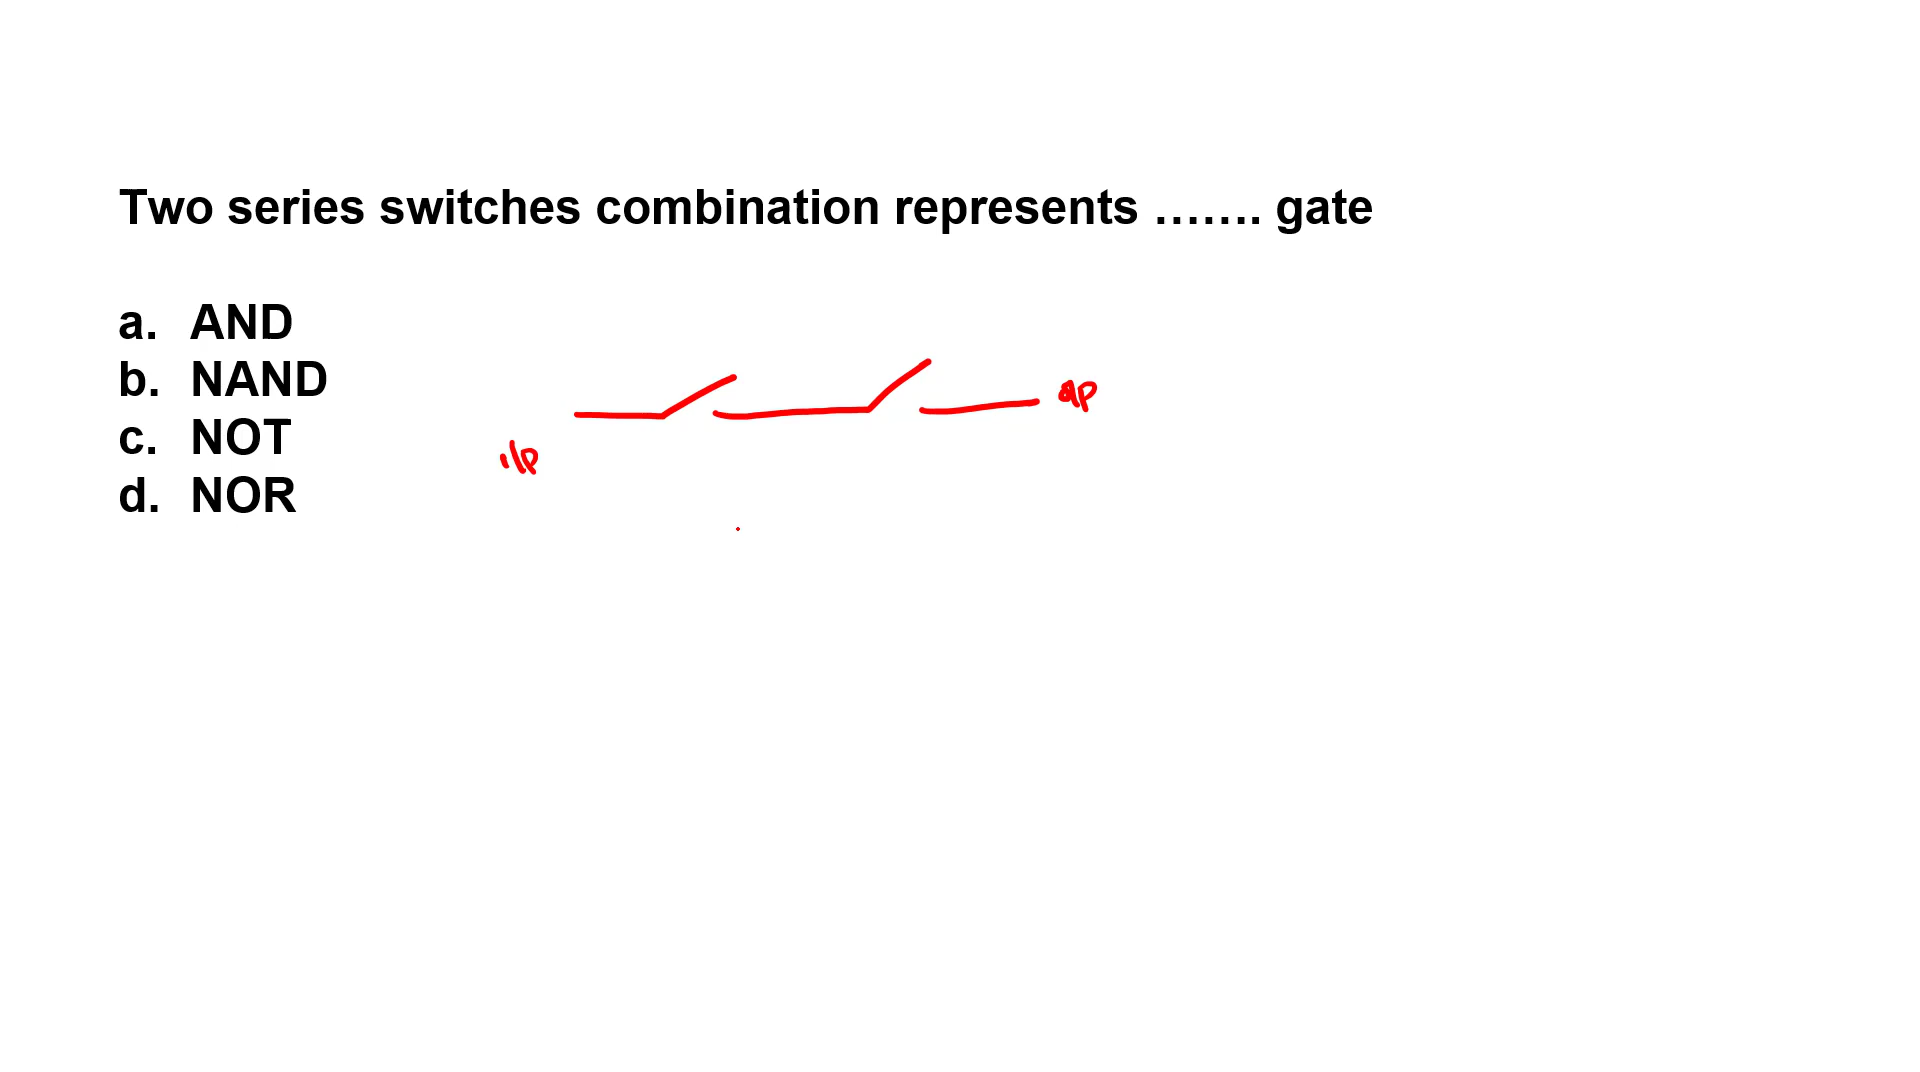 Two series switches combination represents ……. gate
a. AND
b. NAND
c. NOT
d. NOR
i/p